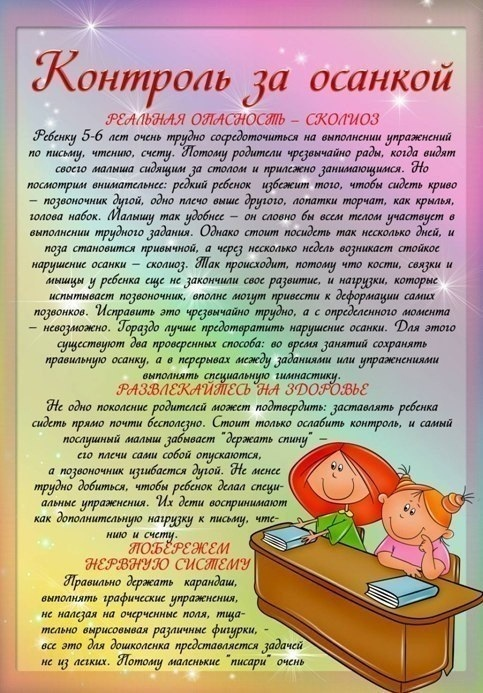 Контроль за осанкой
РЕАЛЬНАЯ ОПАСНОСТЬ – СКОЛИОЗ
Ребенку 5-6 лет очень трудно сосредоточиться на выполнении упражнений
по письму, чтению, счету. Потому родители чрезвычайно рады, когда видят
своего малыша сидящим за столом и прилежно занимающимся. Но
посмотрим внимательнее: редкий ребенок избежит того, чтобы сидеть криво
– позвоночник дугой, одно плечо выше другого, лопатки торчат, как крылья,
голова набок. Малышу так удобнее – он словно бы всем телом участвует в
выполнении трудного задания. Однако стоит посидеть так несколько дней, и
поза становится привычной, а через несколько недель возникает стойкое
нарушение осанки – сколиоз. Так происходит, потому что кости, связки и
мышцы у ребенка еще не закончили свое развитие, и нагрузки, которые
испытывает позвоночник, вполне могут привести к деформации самих
позвонков. Исправить это чрезвычайно трудно, а с определенного момента
– невозможно. Гораздо лучше предотвратить нарушение осанки. Для этого
существуют два проверенных способа: во время занятий сохранять
правильную осанку, а в перерывах между заданиями или упражнениями
выполнять специальную гимнастику.
РАЗВЛЕКАЙТЕСЬ НА ЗДОРОВЬЕ
Не одно поколение родителей может подтвердить: заставлять ребенка
сидеть прямо почти бесполезно. Стоит только ослабить контроль, и самый
послушный малыш забывает "держать спину" –
его плечи сами собой опускаются,
а позвоночник изгибается дугой. Не менее
трудно добиться, чтобы ребенок делал специ-
альные упражнения. Их дети воспринимают
как дополнительную нагрузку к письму, чте-
нию и счету.
ПОБЕРЕЖЕМ
НЕРВНУЮ СИСТЕМУ
Правильно держать карандаш,
выполнять графические упражнения,
не налезая на очерченные поля, тща-
тельно вырисовывая различные фигурки, -
все это для дошколенка представляется задачей
не из легких. Потому маленькие "писари" очень